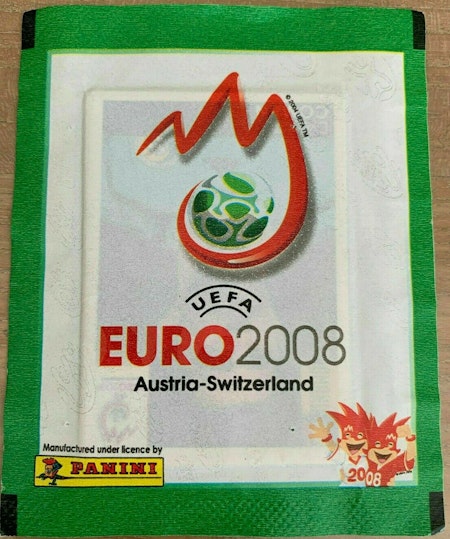 © 2004 UEFA TM
UEFA
EURO2008
Austria-Switzerland
Manufactured under licence by
PANINI
2008